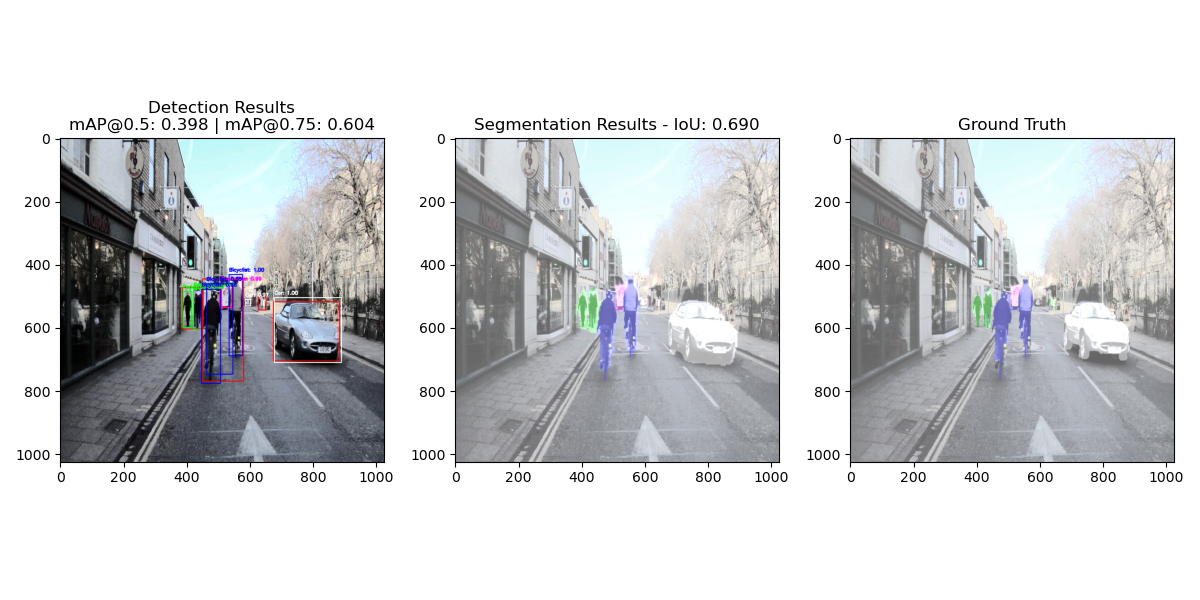 Detection Results
mAP@0.5: 0.398 | mAP@0.75: 0.604
Segmentation Results - IoU: 0.690
Ground Truth
0
200
400
600
800
1000
0 200 400 600 800 1000
Bicyclist: 1.00
Car: 1.00
0
200
400
600
800
1000
0 200 400 600 800 1000
0
200
400
600
800
1000
0 200 400 600 800 1000